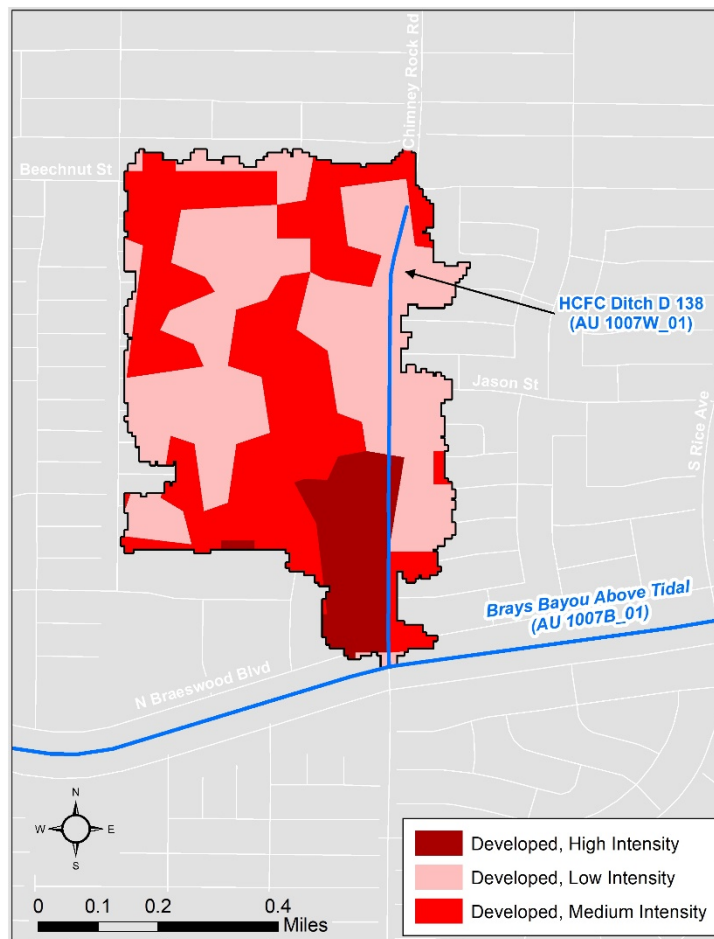 Chimney Rock Rd
Beechnut St
HCFC Ditch D 138
(AU 1007W_01)
Jason St
S Rice Ave
Brays Bayou Above Tidal
(AU 1007B_01)
N Braeswood Blvd
N
W
E
S
Developed, High Intensity
Developed, Low Intensity
Developed, Medium Intensity
0 0.1 0.2 0.4
Miles